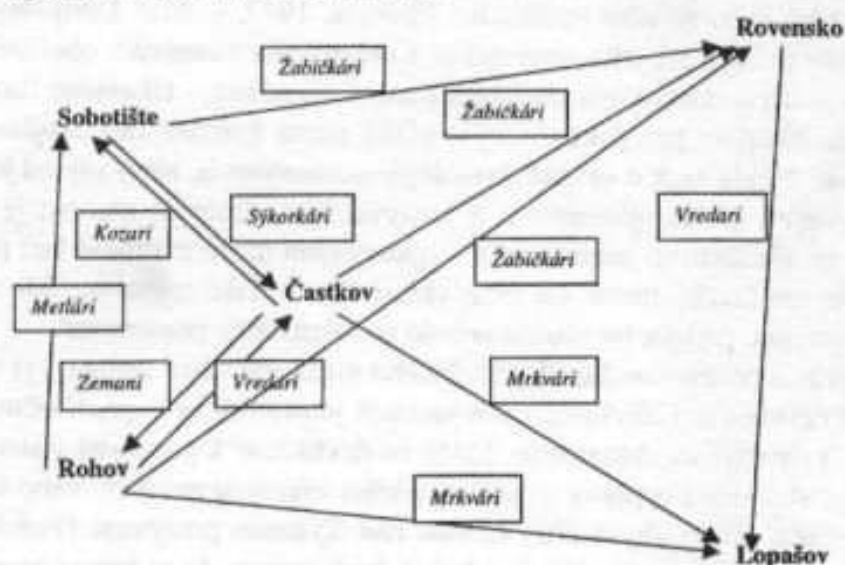 Rovensko
Žabičkári
Sobotište
Žabičkári
Kozari
Sýkorkári
Vredari
Žabičkári
Častkov
Metlári
Zemani
Vredari
Mrkvári
Rohov
Mrkvári
Lopašov